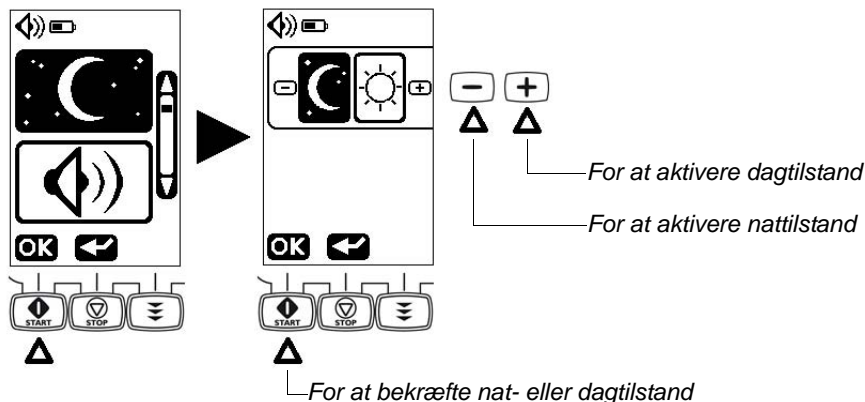 OK
START
STOP
OK
START
STOP
For at aktivere dagtilstand
For at aktivere nattilstand
For at bekræfte nat- eller dagtilstand